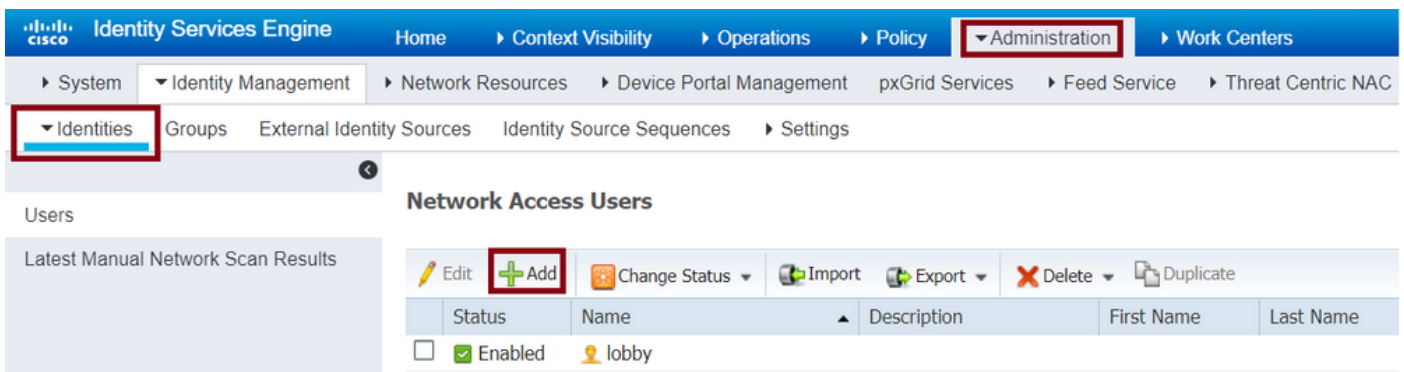 cisco Identity Services Engine Home Context Visibility Operations Policy Administration Work Centers
System Identity Management Network Resources Device Portal Management pxGrid Services Feed Service Threat Centric NAC
Identities Groups External Identity Sources Identity Source Sequences Settings
Users
Latest Manual Network Scan Results
Network Access Users
Edit Add Change Status Import Export Delete Duplicate
Status Name Description First Name Last Name
Enabled lobby